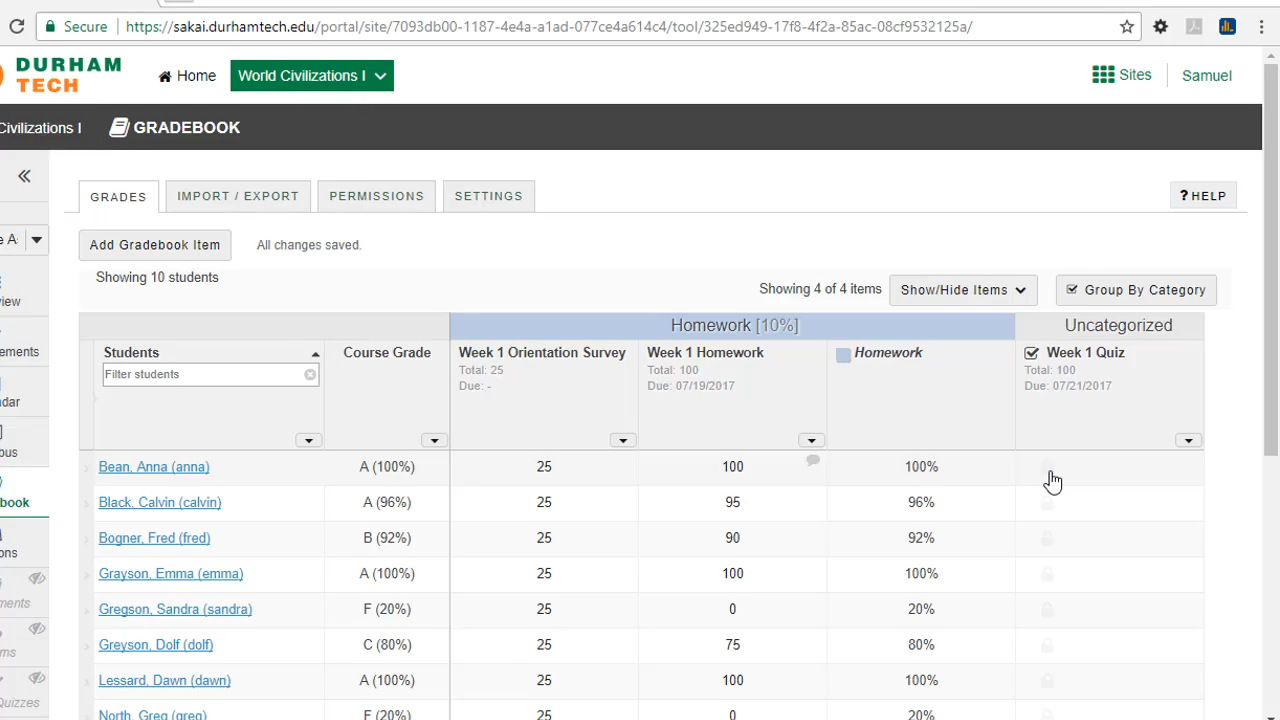 Secure
https://sakai.durhamtech.edu/portal/site/7093db00-1187-4e4a-a1ad-077ce4a614c4/tool/325ed949-17f8-4f2a-85ac-08cf9532125a/
DURHAM
TECH
Home
World Civilizations I
Sites
Samuel
Civilizations I
GRADEBOOK
GRADES
IMPORT / EXPORT
PERMISSIONS
SETTINGS
? HELP
Add Gradebook Item
All changes saved.
Showing 10 students
Showing 4 of 4 items
Show/Hide Items
Group By Category
Homework [10%]
Uncategorized
Students
Course Grade
Week 1 Orientation Survey
Week 1 Homework
Homework
Week 1 Quiz
Total: 25
Total: 100
Total: 100
Filter students
Due: -
Due: 07/19/2017
Due: 07/21/2017
Bean, Anna (anna) A (100%) 25 100 100%
Black, Calvin (calvin) A (96%) 25 95 96%
Bogner, Fred (fred) B (92%) 25 90 92%
Grayson, Emma (emma) A (100%) 25 100 100%
Gregson, Sandra (sandra) F (20%) 25 0 20%
Greyson, Dolf (dolf) C (80%) 25 75 80%
Lessard, Dawn (dawn) A (100%) 25 100 100%
North, Greg (greg) F (20%) 25 0 20%
e A
view
ements
dar
bus
book
ons
ments
ms
Quizzes